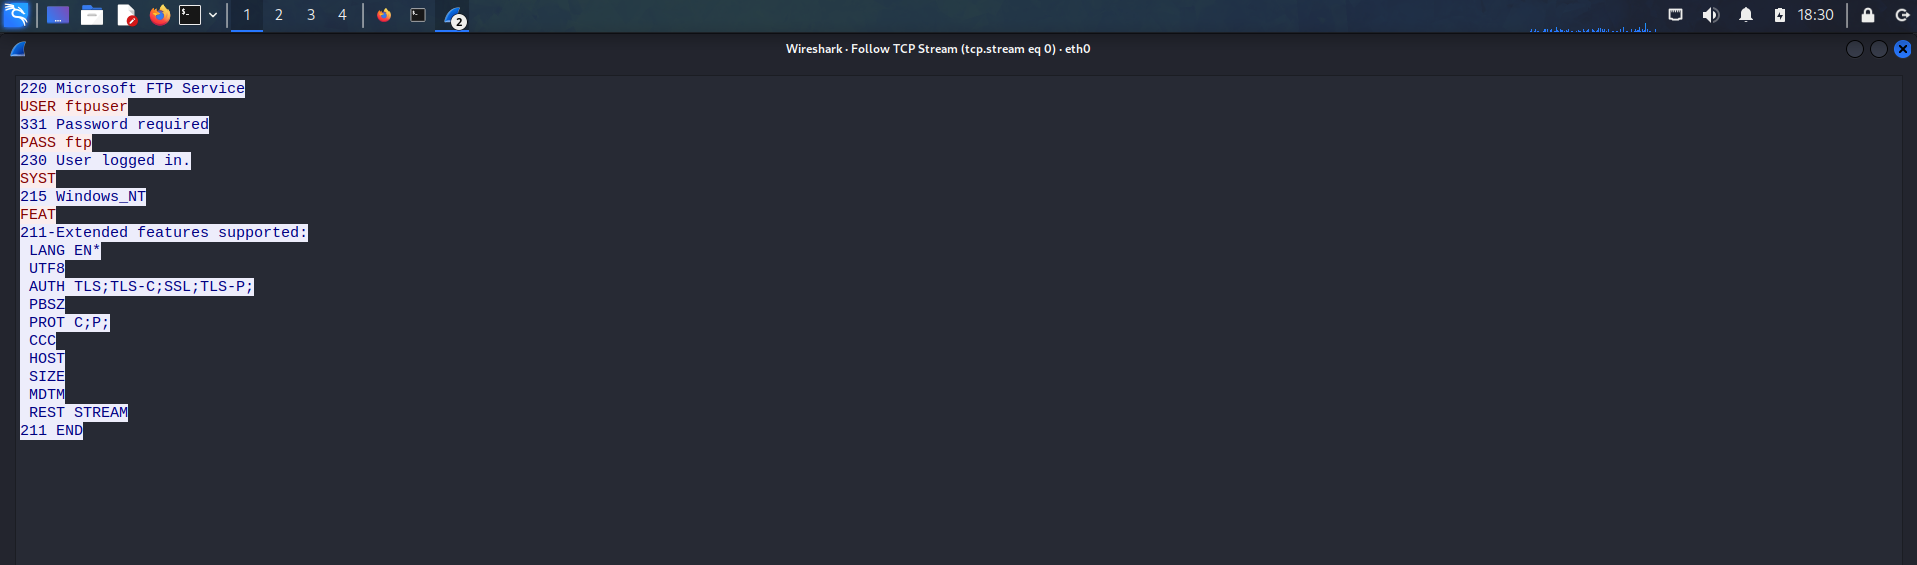 1 2 3 4 2 18:30
Wireshark · Follow TCP Stream (tcp.stream eq 0) · eth0
220 Microsoft FTP Service
USER ftpuser
331 Password required
PASS ftp
230 User logged in.
SYST
215 Windows_NT
FEAT
211-Extended features supported:
 LANG EN*
 UTF8
 AUTH TLS;TLS-C;SSL;TLS-P;
 PBSZ
 PROT C;P;
 CCC
 HOST
 SIZE
 MDTM
 REST STREAM
211 END